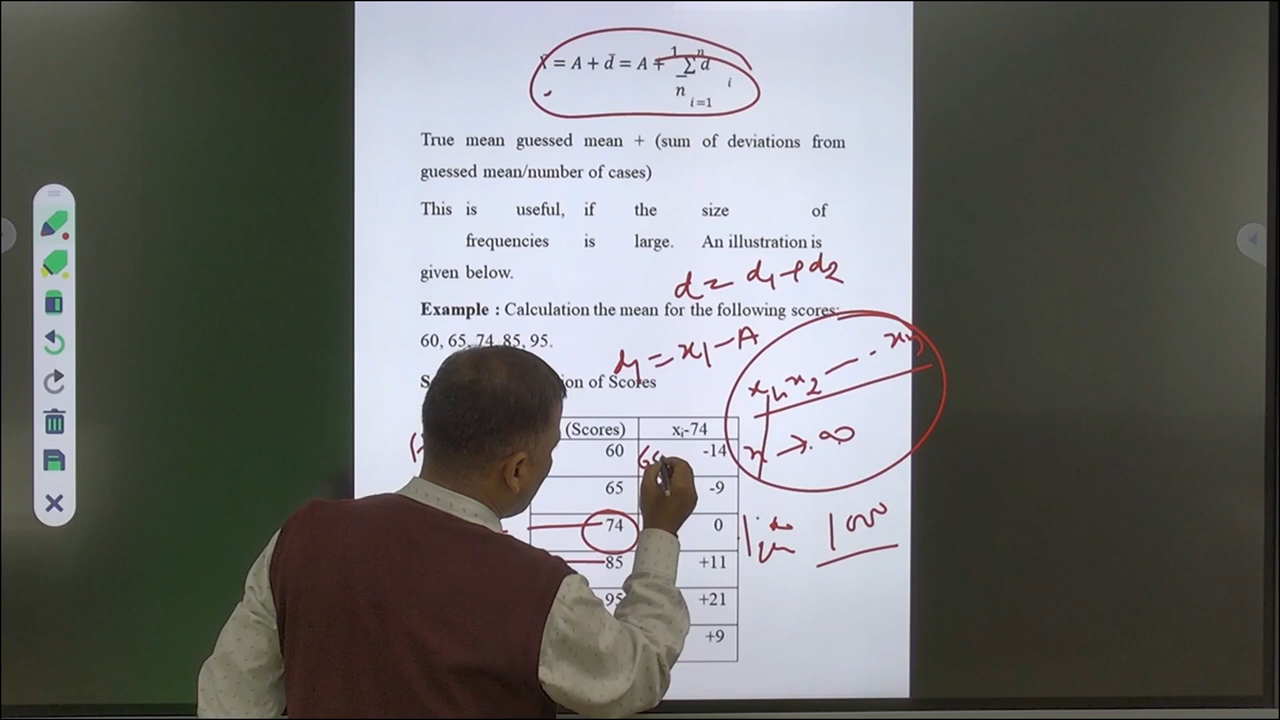 x̄ = A + d̄ = A + 1/n Σ d i
n
i=1
True mean guessed mean + (sum of deviations from
guessed mean/number of cases)
This is useful, if the size of
frequencies is large. An illustration is
given below.
d = d1 + d2
Example : Calculation the mean for the following scores:
60, 65, 74, 85, 95.
d1 = x1 - A
x1, x2 — - . xn
ion of Scores
(Scores) xi-74
60 -14
n → ∞
65 -9
74 0
100
85 +11
95 +21
+9